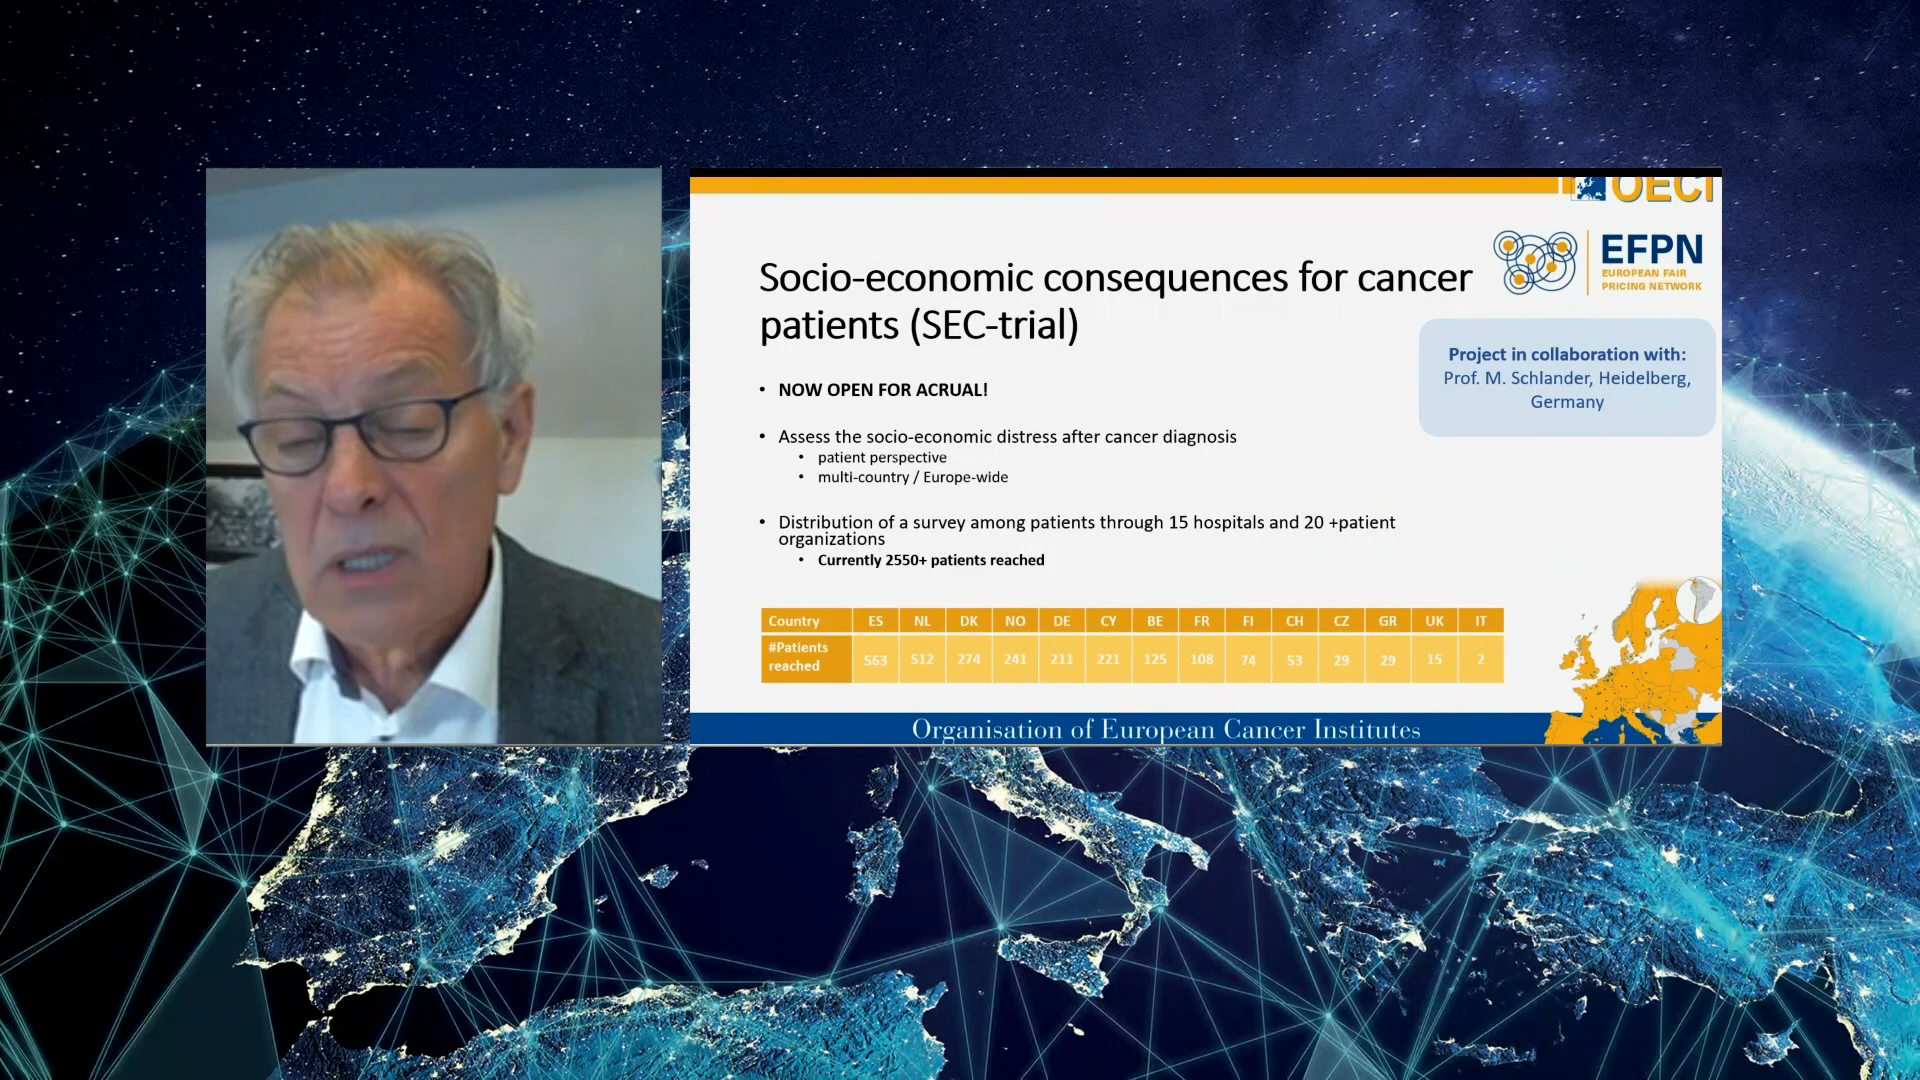 OECI
EFPN
EUROPEAN FAIR
PRICING NETWORK
Socio-economic consequences for cancer
patients (SEC-trial)
Project in collaboration with:
Prof. M. Schlander, Heidelberg,
Germany
• NOW OPEN FOR ACRUAL!
• Assess the socio-economic distress after cancer diagnosis
• patient perspective
• multi-country / Europe-wide
• Distribution of a survey among patients through 15 hospitals and 20 +patient
organizations
• Currently 2550+ patients reached
Country ES NL DK NO DE CY BE FR FI CH CZ GR UK IT
#Patients
reached 563 512 274 241 211 221 125 108 74 53 29 29 15 2
Organisation of European Cancer Institutes